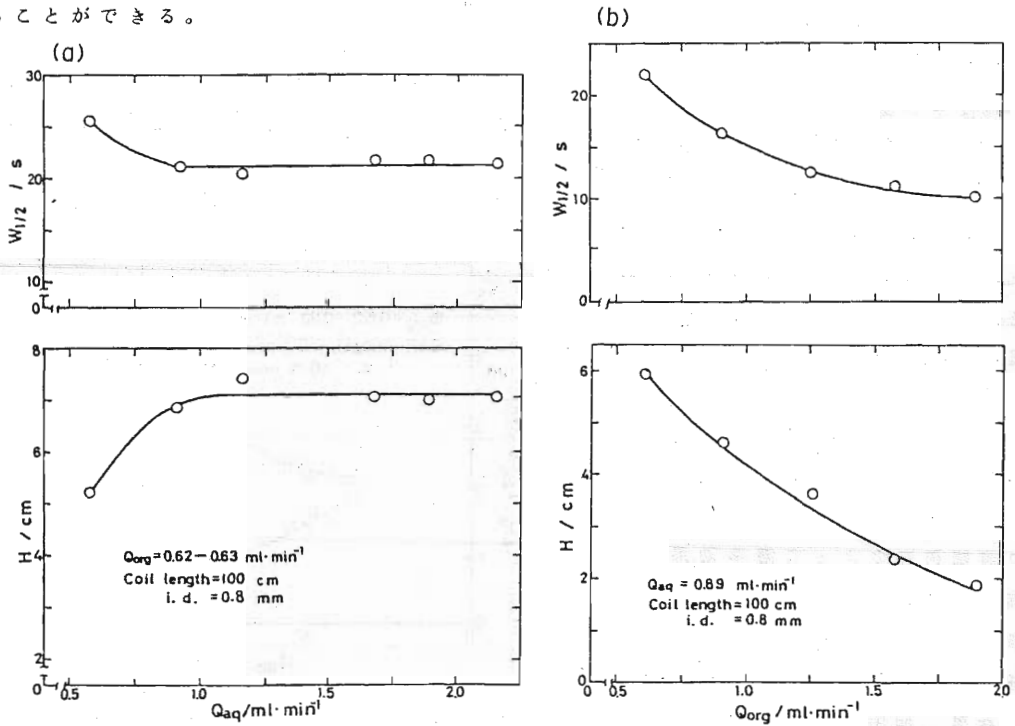 ことができる。
(a)
(b)
30
20
10
0
W1/2 / s
20
10
0
W1/2 / s
8
6
4
2
0
H / cm
Qorg=0.62-0.63 ml·min⁻¹
Coil length=100 cm
i. d. =0.8 mm
0.5 1.0 1.5 2.0
Qaq/ml·min⁻¹
6
4
2
0
H / cm
Qaq = 0.89 ml·min⁻¹
Coil length=100 cm
i. d. =0.8 mm
0.5 1.0 1.5 2.0
Qorg/ml·min⁻¹